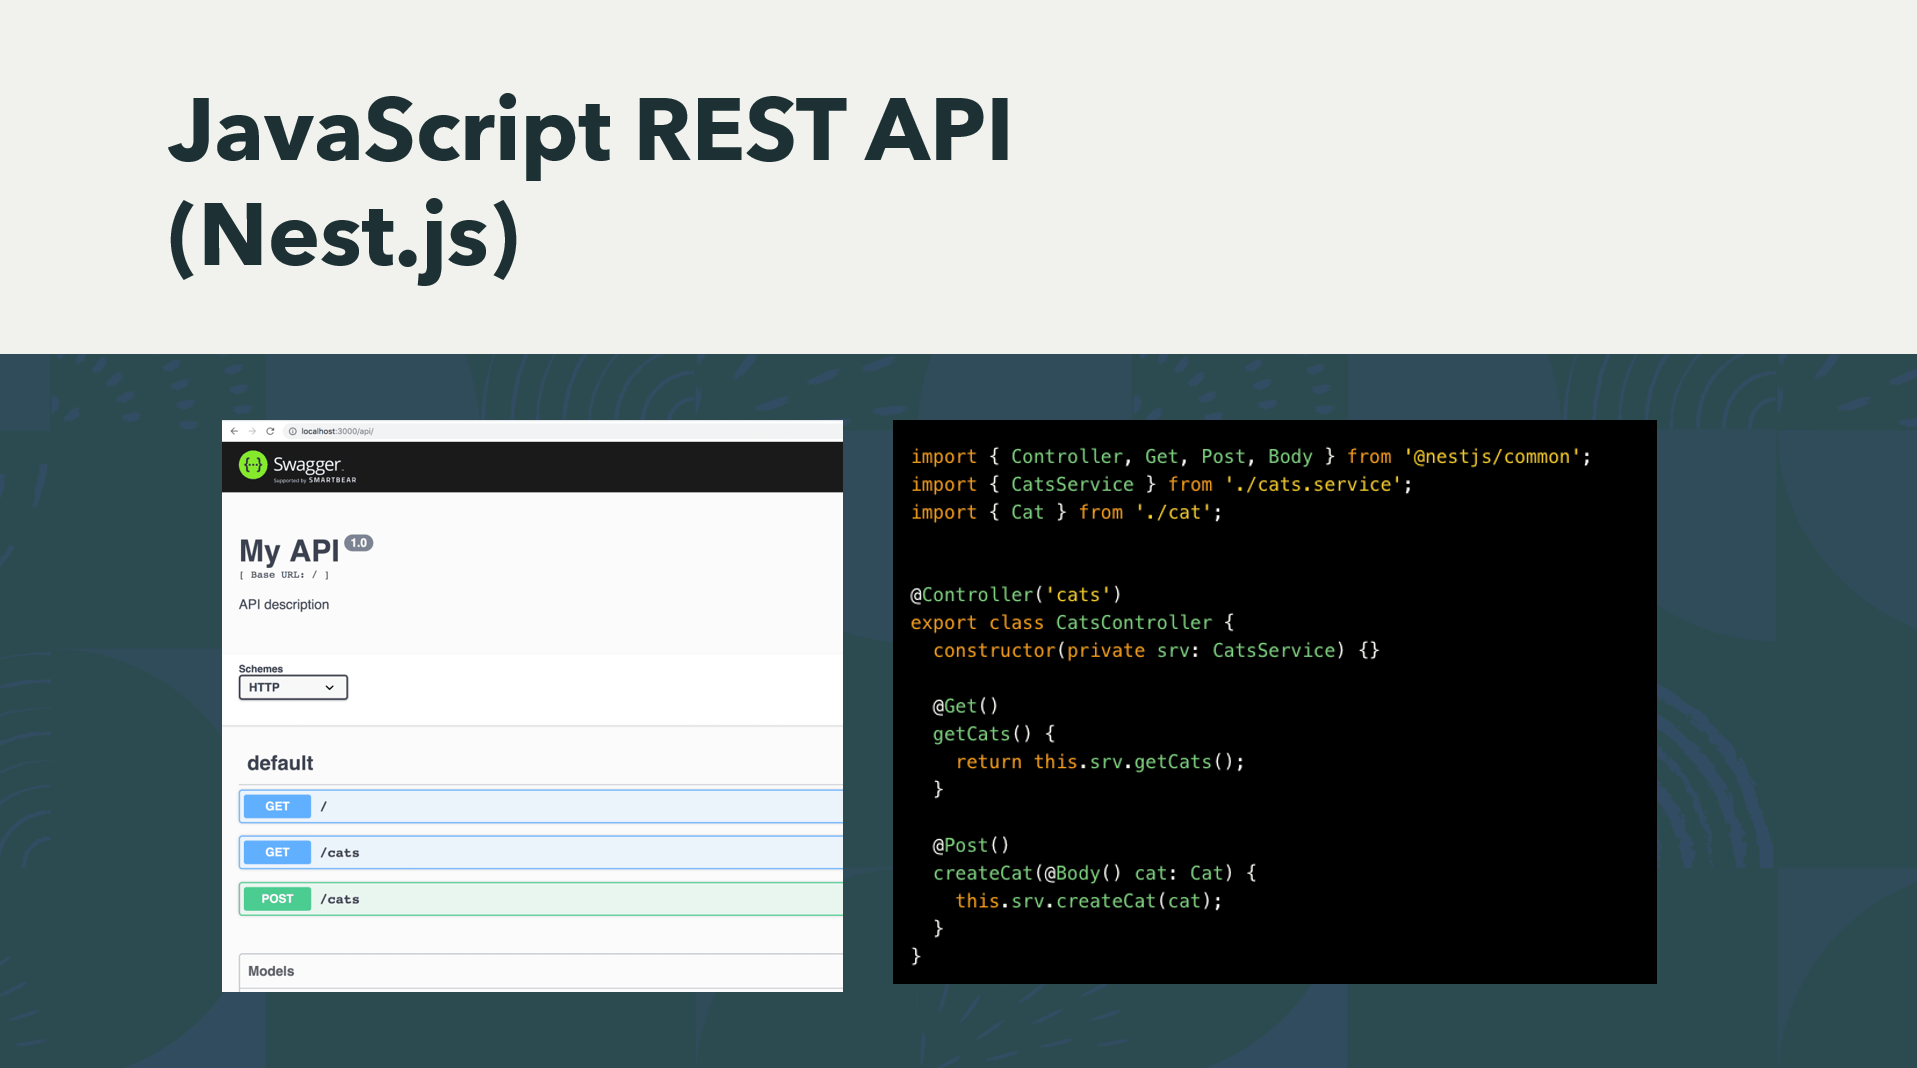 JavaScript REST API
(Nest.js)
localhost:3000/api/
Swagger.
Supported by SMARTBEAR
My API 1.0
[ Base URL: / ]
API description
Schemes
HTTP
default
GET /
GET /cats
POST /cats
Models
import { Controller, Get, Post, Body } from '@nestjs/common';
import { CatsService } from './cats.service';
import { Cat } from './cat';
@Controller('cats')
export class CatsController {
constructor(private srv: CatsService) {}
@Get()
getCats() {
return this.srv.getCats();
}
@Post()
createCat(@Body() cat: Cat) {
this.srv.createCat(cat);
}
}